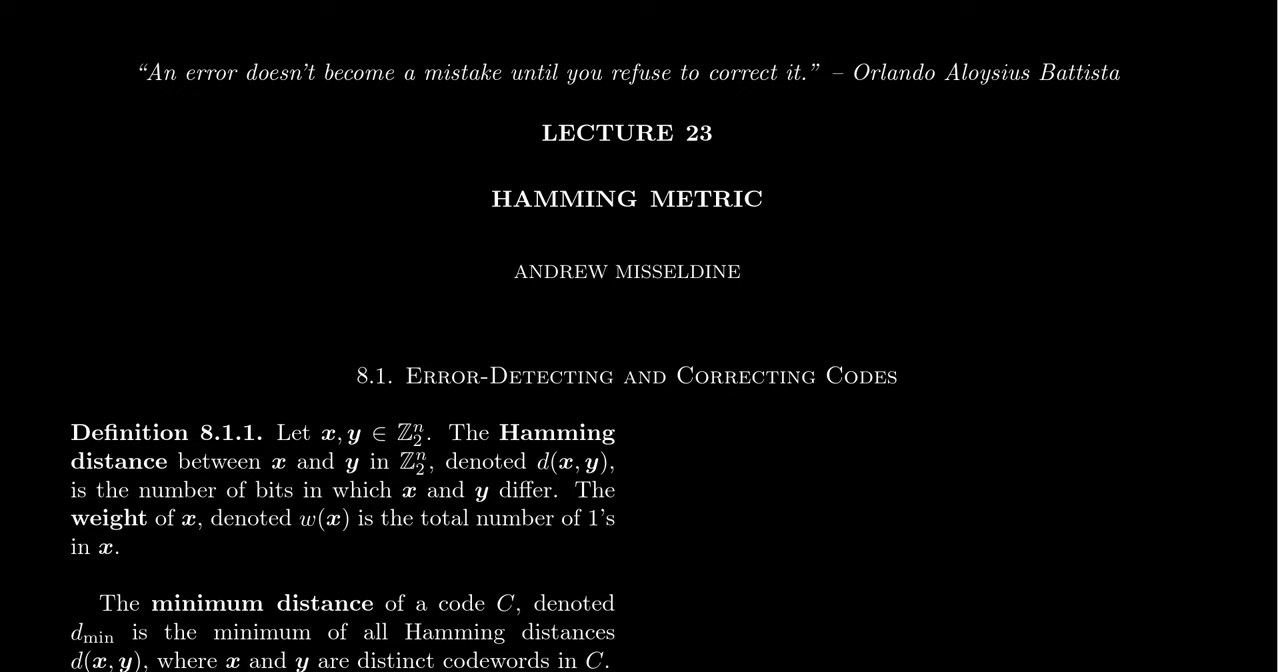 “An error doesn’t become a mistake until you refuse to correct it.” – Orlando Aloysius Battista
LECTURE 23
HAMMING METRIC
ANDREW MISSELDINE
8.1. Error-Detecting and Correcting Codes
Definition 8.1.1. Let x, y ∈ ℤ₂ⁿ. The Hamming
distance between x and y in ℤ₂ⁿ, denoted d(x, y),
is the number of bits in which x and y differ. The
weight of x, denoted w(x) is the total number of 1’s
in x.
The minimum distance of a code C, denoted
d_min is the minimum of all Hamming distances
d(x, y), where x and y are distinct codewords in C.